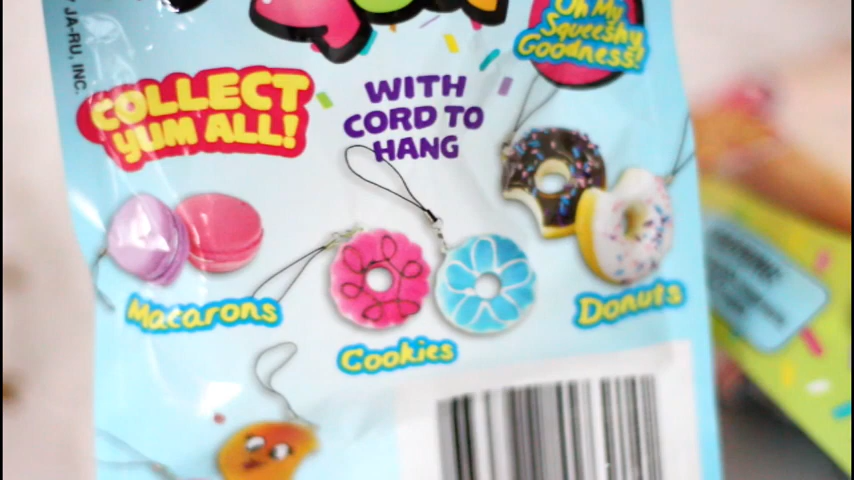 JA-RU, INC.
Oh My
Squeeshy
Goodness!
COLLECT
YUM ALL!
WITH
CORD TO
HANG
Macarons
Cookies
Donuts